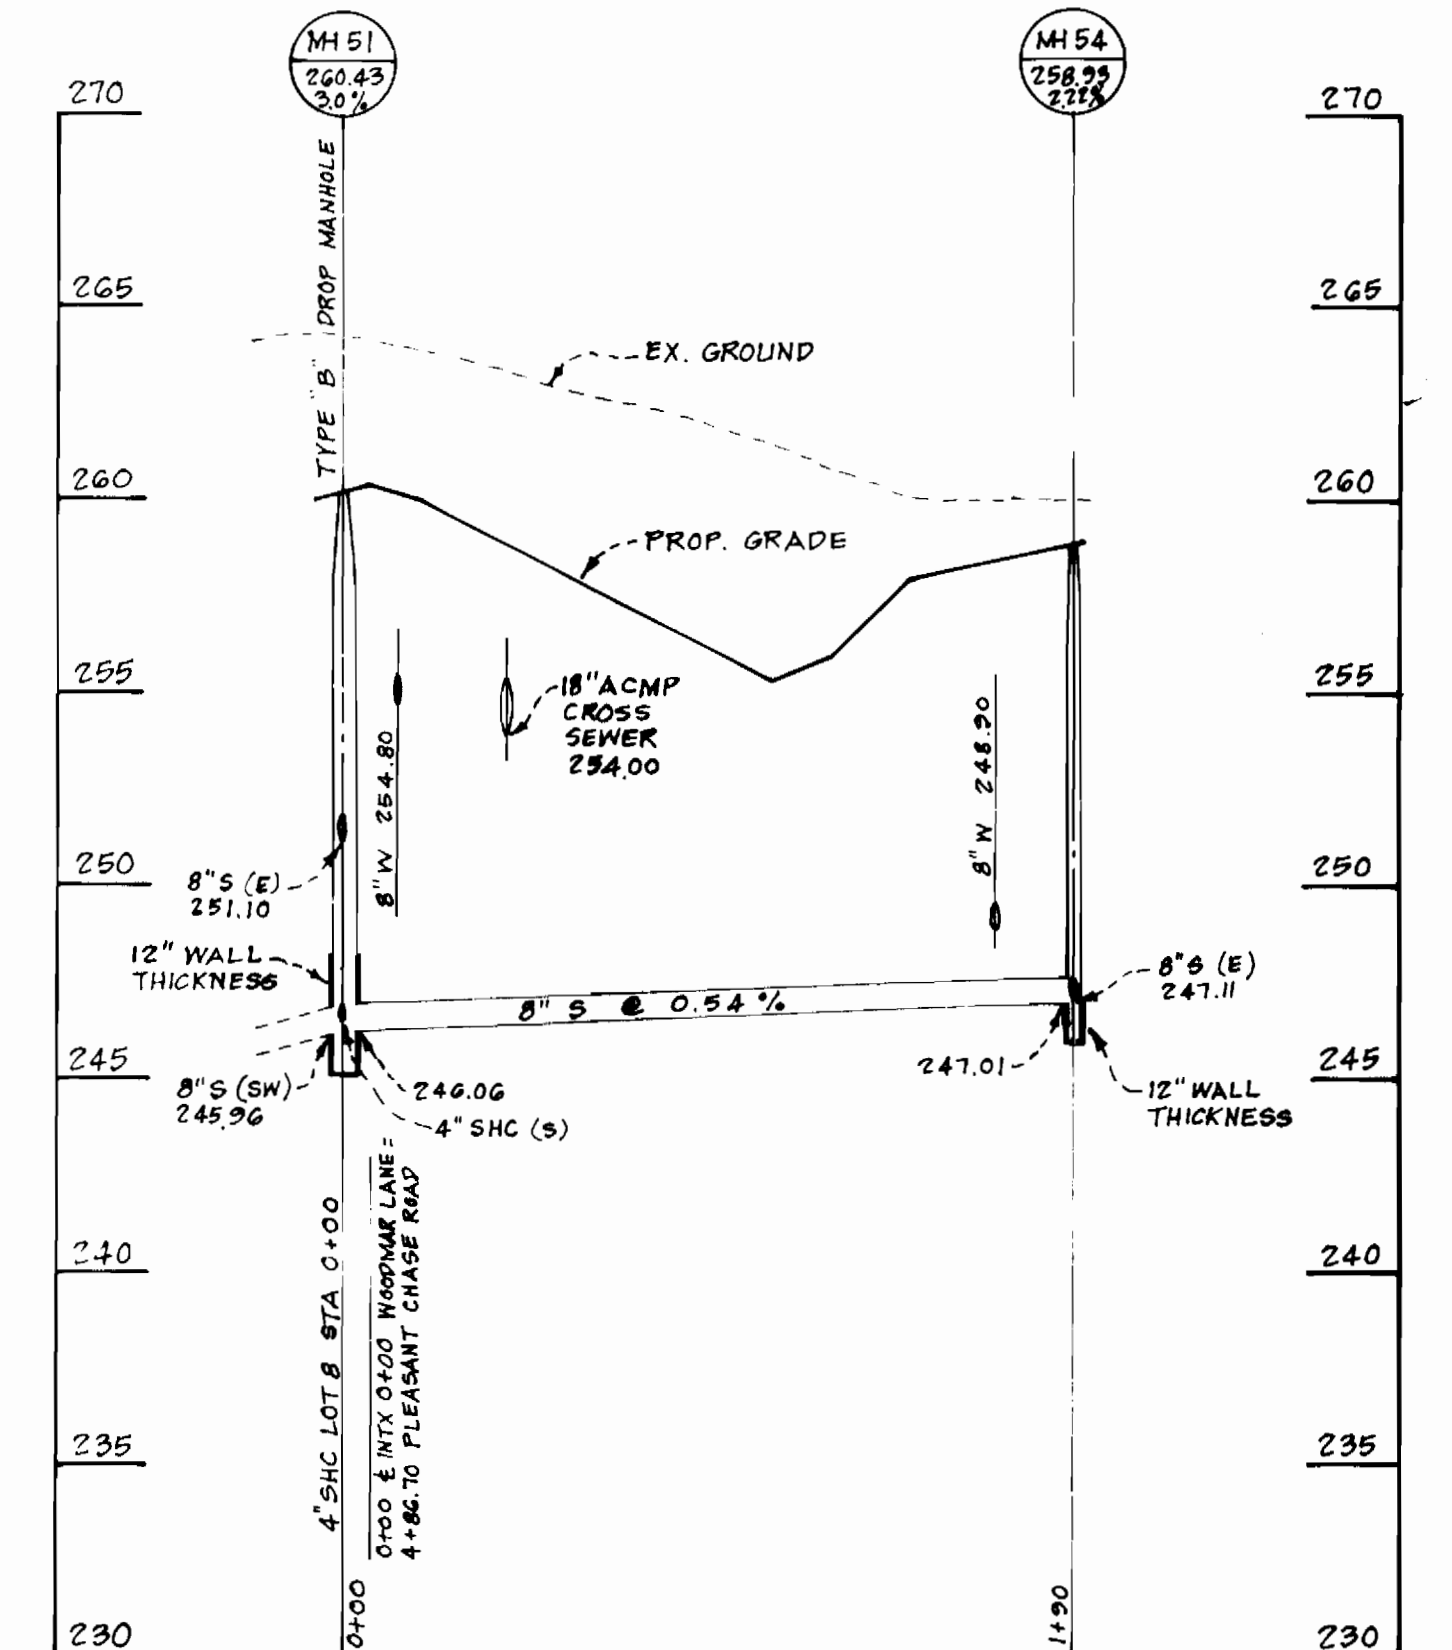 MH 51
260.43
3.0%
MH 54
258.99
2.22%
270
270
265
265
260
260
255
255
250
250
245
245
240
240
235
235
230
230
TYPE "B" DROP MANHOLE
EX. GROUND
PROP. GRADE
18" ACMP
CROSS
SEWER
254.00
8" W 254.80
8" W 248.90
8" S (E)
251.10
12" WALL
THICKNESS
8" S @ 0.54%
8" S (E)
247.11
8" S (SW)
245.96
246.06
4" SHC (S)
247.01
12" WALL
THICKNESS
4" SHC LOT 8 STA 0+00
0+00 ℄ INTX 0+00 WOODMAR LANE =
4+86.70 PLEASANT CHASE ROAD
0+00
1+90